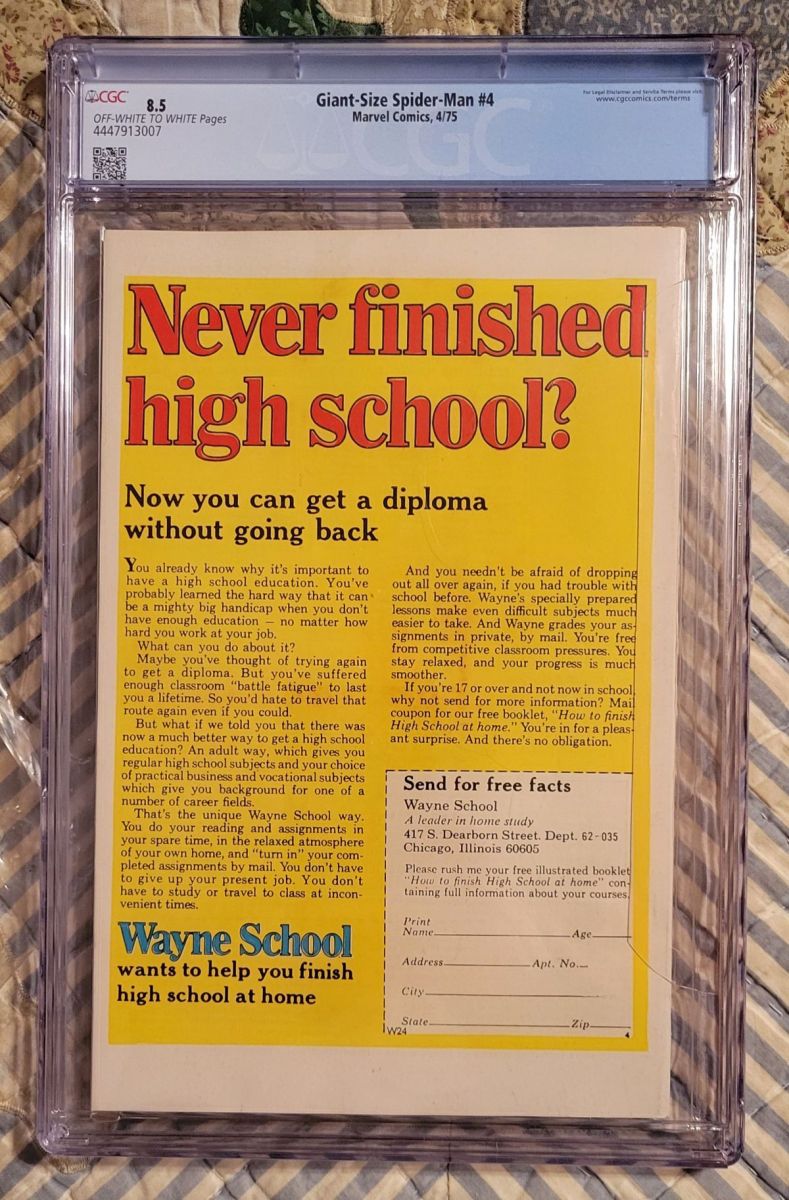 CGC
8.5
OFF-WHITE TO WHITE Pages
4447913007
Giant-Size Spider-Man #4
Marvel Comics, 4/75
For Legal Disclaimer and Service Terms please visit
www.cgccomics.com/terms
CGC
Never finished
high school?
Now you can get a diploma
without going back
You already know why it's important to
have a high school education. You've
probably learned the hard way that it can
be a mighty big handicap when you don't
have enough education — no matter how
hard you work at your job.
What can you do about it?
Maybe you've thought of trying again
to get a diploma. But you've suffered
enough classroom "battle fatigue" to last
you a lifetime. So you'd hate to travel that
route again even if you could.
But what if we told you that there was
now a much better way to get a high school
education? An adult way, which gives you
regular high school subjects and your choice
of practical business and vocational subjects
which give you background for one of a
number of career fields.
That's the unique Wayne School way.
You do your reading and assignments in
your spare time, in the relaxed atmosphere
of your own home, and "turn in" your com-
pleted assignments by mail. You don't have
to give up your present job. You don't
have to study or travel to class at incon-
venient times.
Wayne School
wants to help you finish
high school at home
And you needn't be afraid of dropping
out all over again, if you had trouble with
school before. Wayne's specially prepared
lessons make even difficult subjects much
easier to take. And Wayne grades your as-
signments in private, by mail. You're free
from competitive classroom pressures. You
stay relaxed, and your progress is much
smoother.
If you're 17 or over and not now in school,
why not send for more information? Mail
coupon for our free booklet, "How to finish
High School at home." You're in for a pleas-
ant surprise. And there's no obligation.
Send for free facts
Wayne School
A leader in home study
417 S. Dearborn Street. Dept. 62-035
Chicago, Illinois 60605
Please rush me your free illustrated booklet
"How to finish High School at home" con-
taining full information about your courses.
Print
Name Age
Address Apt. No.
City
State Zip
W24 4